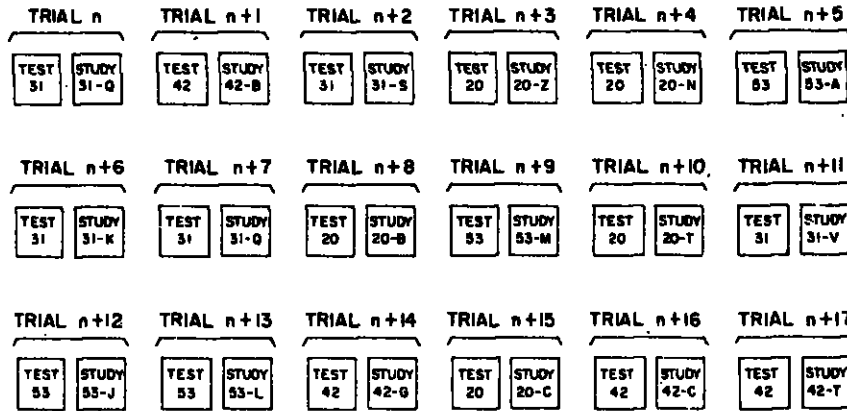 TRIAL n TRIAL n+1 TRIAL n+2 TRIAL n+3 TRIAL n+4 TRIAL n+5
TEST STUDY TEST STUDY TEST STUDY TEST STUDY TEST STUDY TEST STUDY
31 31-Q 42 42-B 31 31-S 20 20-Z 20 20-N 53 53-A
TRIAL n+6 TRIAL n+7 TRIAL n+8 TRIAL n+9 TRIAL n+10, TRIAL n+11
TEST STUDY TEST STUDY TEST STUDY TEST STUDY TEST STUDY TEST STUDY
31 31-K 31 31-Q 20 20-B 53 53-M 20 20-T 31 31-V
TRIAL n+12 TRIAL n+13 TRIAL n+14 TRIAL n+15 TRIAL n+16 TRIAL n+17
TEST STUDY TEST STUDY TEST STUDY TEST STUDY TEST STUDY TEST STUDY
53 53-J 53 53-L 42 42-G 20 20-C 42 42-C 42 42-T